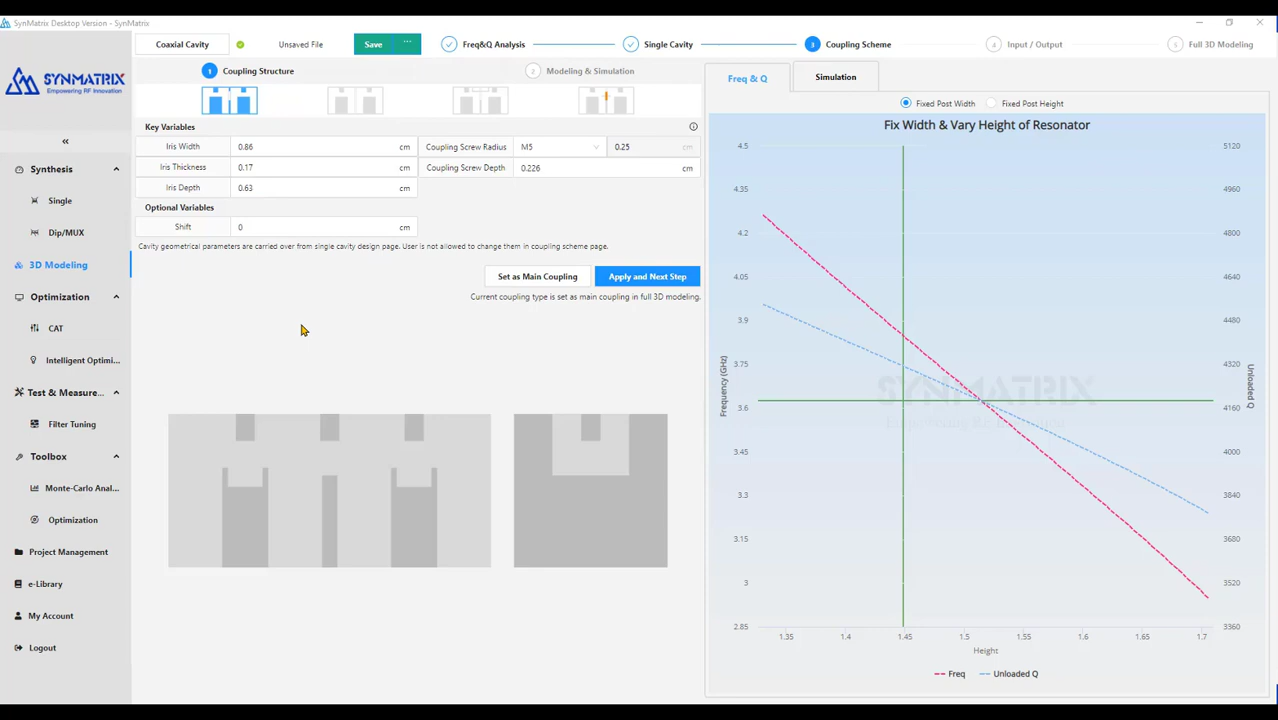 SynMatrix Desktop Version - SynMatrix
SYNMATRIX
Empowering RF Innovation
«
Synthesis
Single
Dip/MUX
3D Modeling
Optimization
CAT
Intelligent Optimi...
Test & Measure...
Filter Tuning
Toolbox
Monte-Carlo Anal...
Optimization
Project Management
e-Library
My Account
Logout
Coaxial Cavity
Unsaved File
Save
...
Freq&Q Analysis
Single Cavity
3 Coupling Scheme
4 Input / Output
5 Full 3D Modeling
1 Coupling Structure
2 Modeling & Simulation
Key Variables
Iris Width 0.86 cm
Coupling Screw Radius M5 0.25 cm
Iris Thickness 0.17 cm
Coupling Screw Depth 0.226 cm
Iris Depth 0.63 cm
Optional Variables
Shift 0 cm
Cavity geometrical parameters are carried over from single cavity design page. User is not allowed to change them in coupling scheme page.
Set as Main Coupling
Apply and Next Step
Current coupling type is set as main coupling in full 3D modeling.
Freq & Q
Simulation
Fixed Post Width
Fixed Post Height
Fix Width & Vary Height of Resonator
4.5
4.35
4.2
4.05
3.9
3.75
3.6
3.45
3.3
3.15
3
2.85
Frequency (GHz)
5120
4960
4800
4640
4480
4320
4160
4000
3840
3680
3520
3360
Unloaded Q
SYNMATRIX
Empowering RF Innovation
1.35 1.4 1.45 1.5 1.55 1.6 1.65 1.7
Height
Freq Unloaded Q